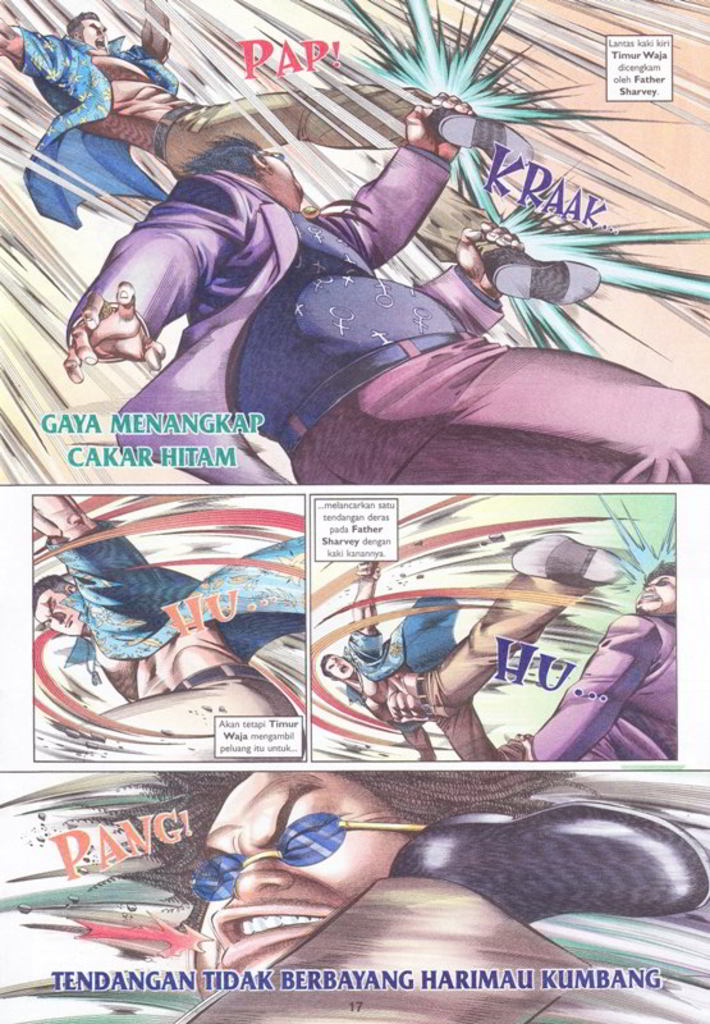 PAP!
Lantas kaki kiri
Timur Waja
dicengkam
oleh Father
Sharvey.
KRAAK...
GAYA MENANGKAP
CAKAR HITAM
HU...
Akan tetapi Timur
Waja mengambil
peluang itu untuk...
...melancarkan satu
tendangan deras
pada Father
Sharvey dengan
kaki kanannya.
HU...
PANG!
TENDANGAN TIDAK BERBAYANG HARIMAU KUMBANG
17